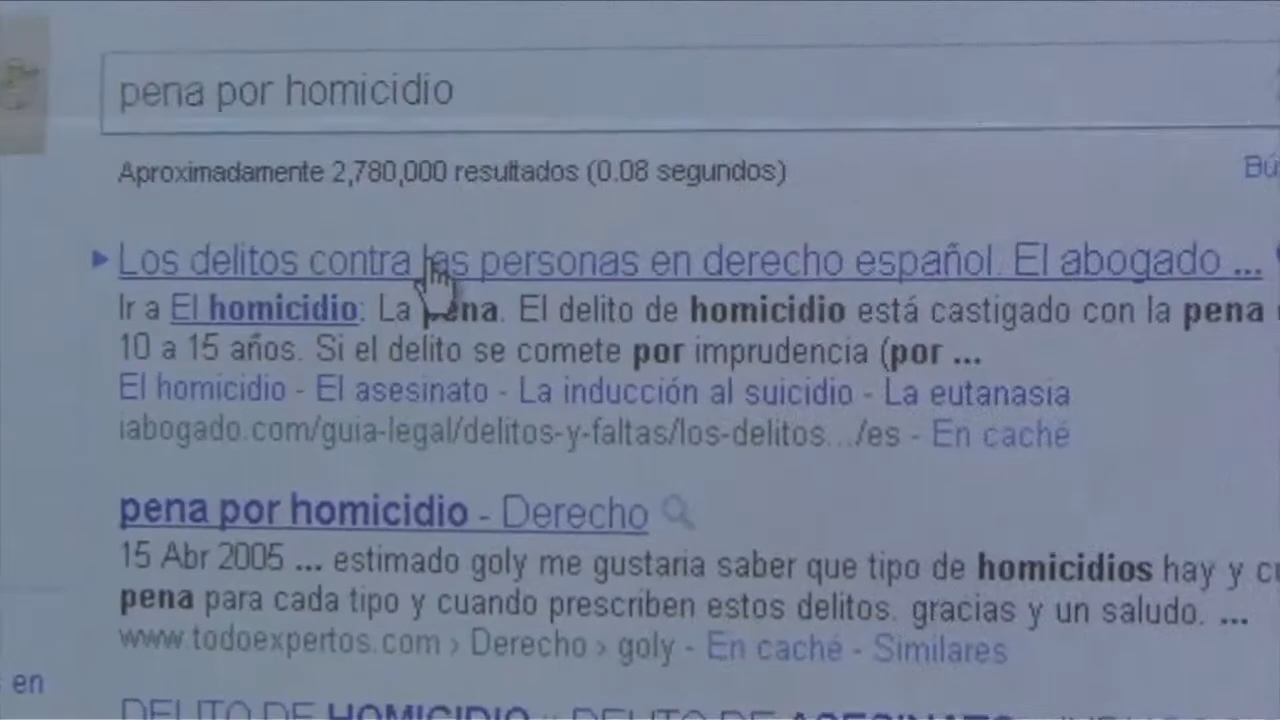 pena por homicidio
Aproximadamente 2,780,000 resultados (0.08 segundos)
Los delitos contra las personas en derecho español. El abogado ...
Ir a El homicidio: La pena. El delito de homicidio está castigado con la pena
10 a 15 años. Si el delito se comete por imprudencia (por ...
El homicidio - El asesinato - La inducción al suicidio - La eutanasia
iabogado.com/guia-legal/delitos-y-faltas/los-delitos.../es - En caché
pena por homicidio - Derecho
15 Abr 2005 ... estimado goly me gustaria saber que tipo de homicidios hay y cu
pena para cada tipo y cuando prescriben estos delitos. gracias y un saludo. ...
www.todoexpertos.com › Derecho › goly - En caché - Similares
en
DELITO DE HOMICIDIO